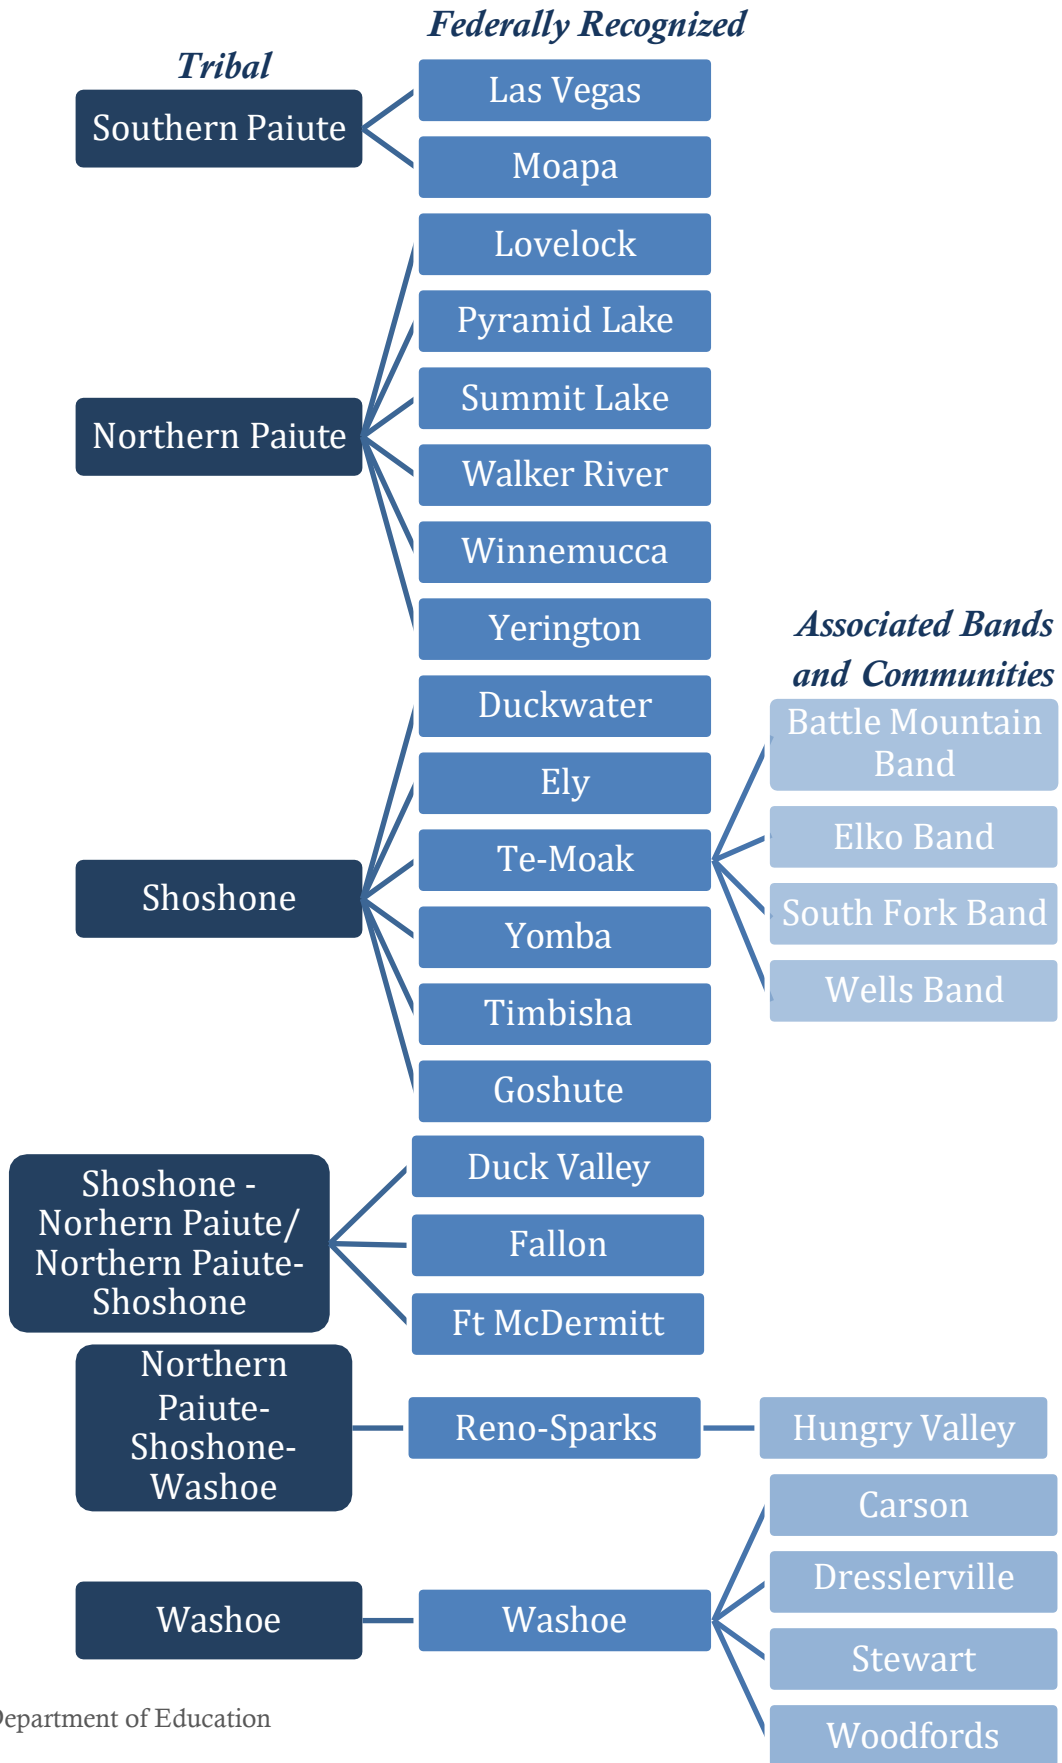 Federally Recognized
Tribal
Southern Paiute
Las Vegas
Moapa
Northern Paiute
Lovelock
Pyramid Lake
Summit Lake
Walker River
Winnemucca
Yerington
Associated Bands
and Communities
Shoshone
Duckwater
Ely
Te-Moak
Yomba
Timbisha
Goshute
Battle Mountain
Band
Elko Band
South Fork Band
Wells Band
Shoshone -
Norhern Paiute/
Northern Paiute-
Shoshone
Duck Valley
Fallon
Ft McDermitt
Northern
Paiute-
Shoshone-
Washoe
Reno-Sparks
Hungry Valley
Washoe
Washoe
Carson
Dresslerville
Stewart
Woodfords
Department of Education